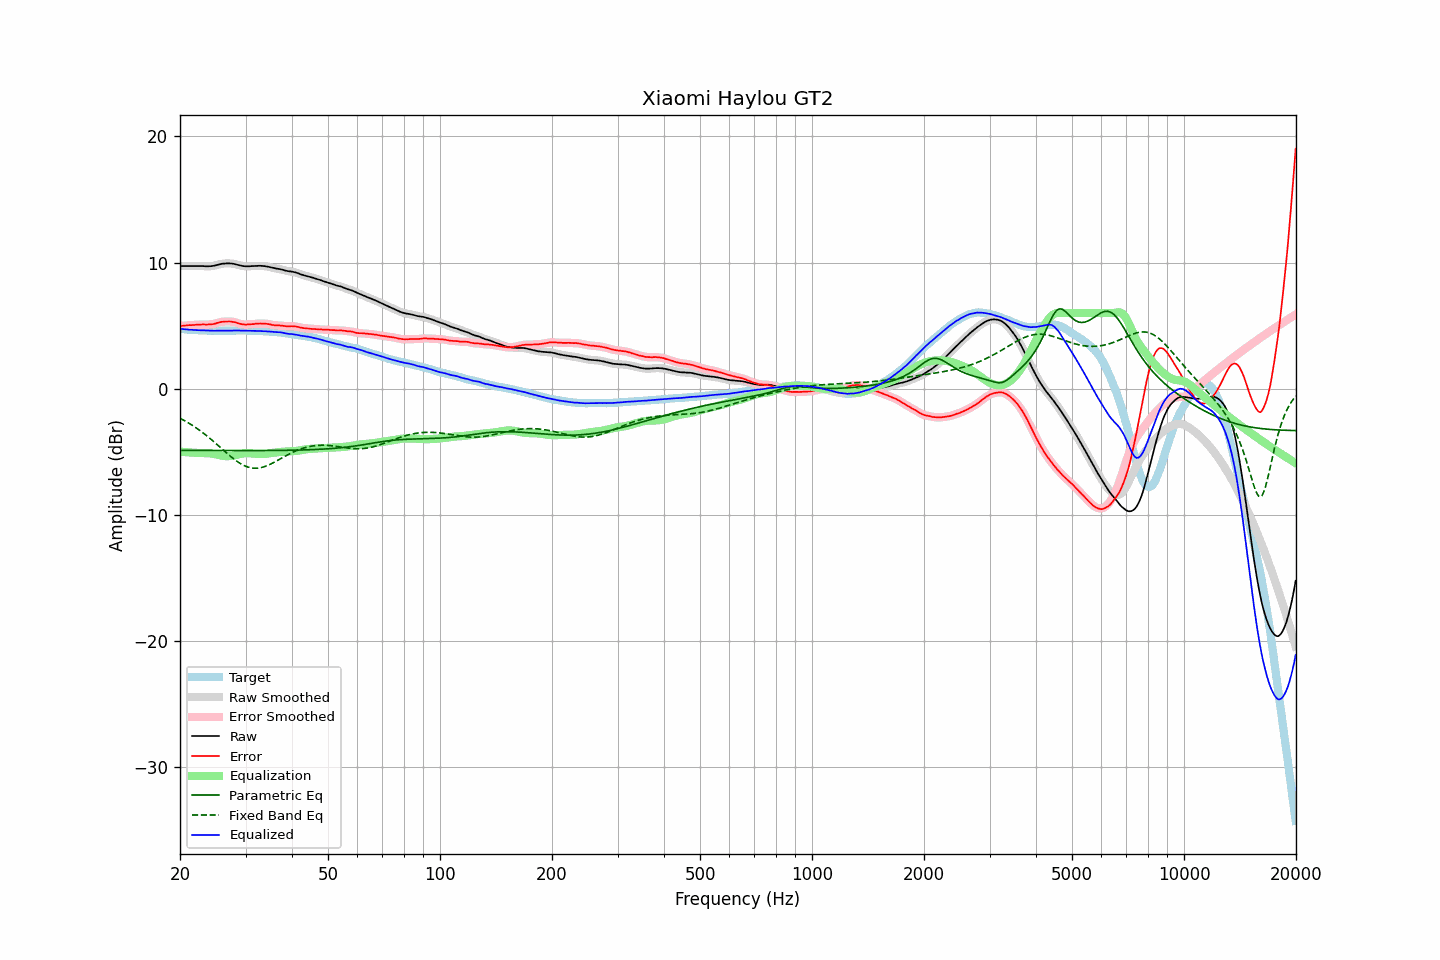 Xiaomi Haylou GT2
20
10
0
−10
−20
−30
Amplitude (dBr)
Target
Raw Smoothed
Error Smoothed
Raw
Error
Equalization
Parametric Eq
Fixed Band Eq
Equalized
20 50 100 200 500 1000 2000 5000 10000 20000
Frequency (Hz)